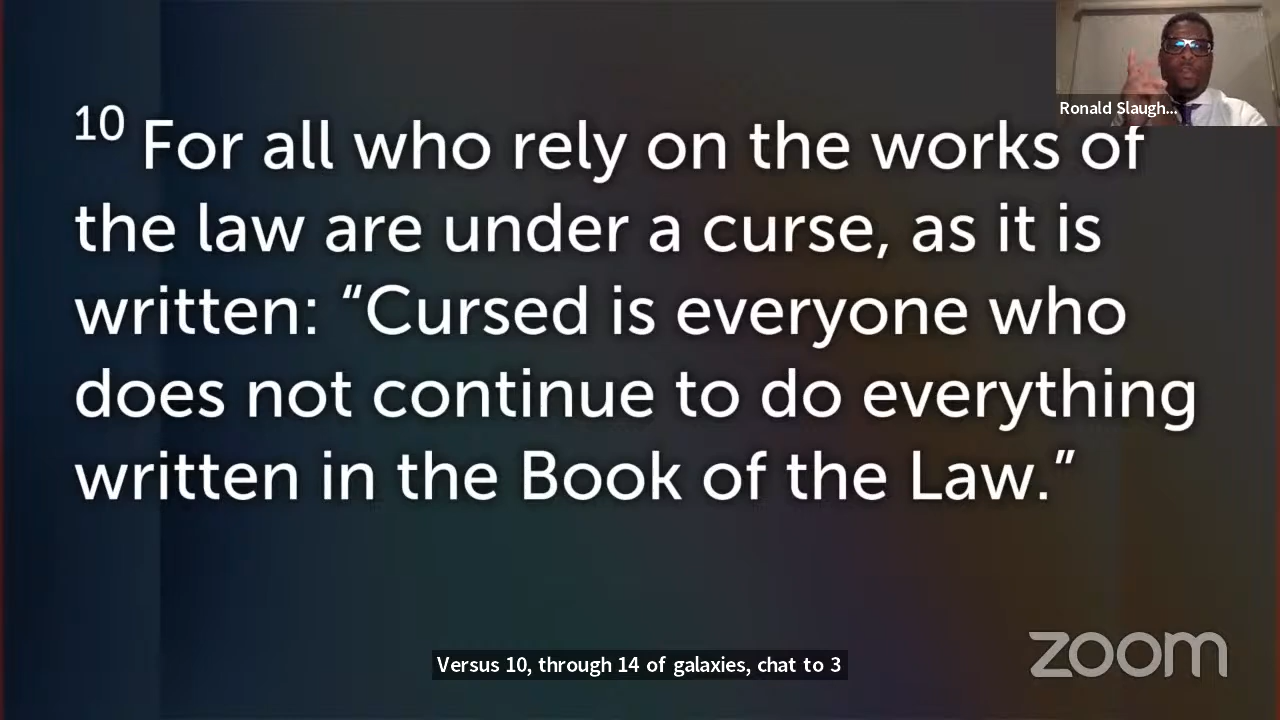 Ronald Slaugh...
10 For all who rely on the works of
the law are under a curse, as it is
written: “Cursed is everyone who
does not continue to do everything
written in the Book of the Law.”
Versus 10, through 14 of galaxies, chat to 3
zoom